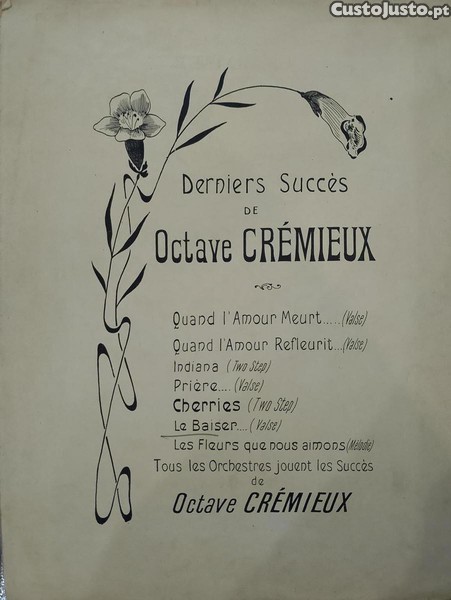 CustoJusto.pt
Derniers Succès
DE
Octave CRÉMIEUX
Quand l'Amour Meurt.....(Valse)
Quand l'Amour Refleurit...(Valse)
Indiana (Two Step)
Prière....(Valse)
Cherries (Two Step)
Le Baiser....(Valse)
Les Fleurs que nous aimons(Mélodie)
Tous les Orchestres jouent les Succès
de
Octave CRÉMIEUX